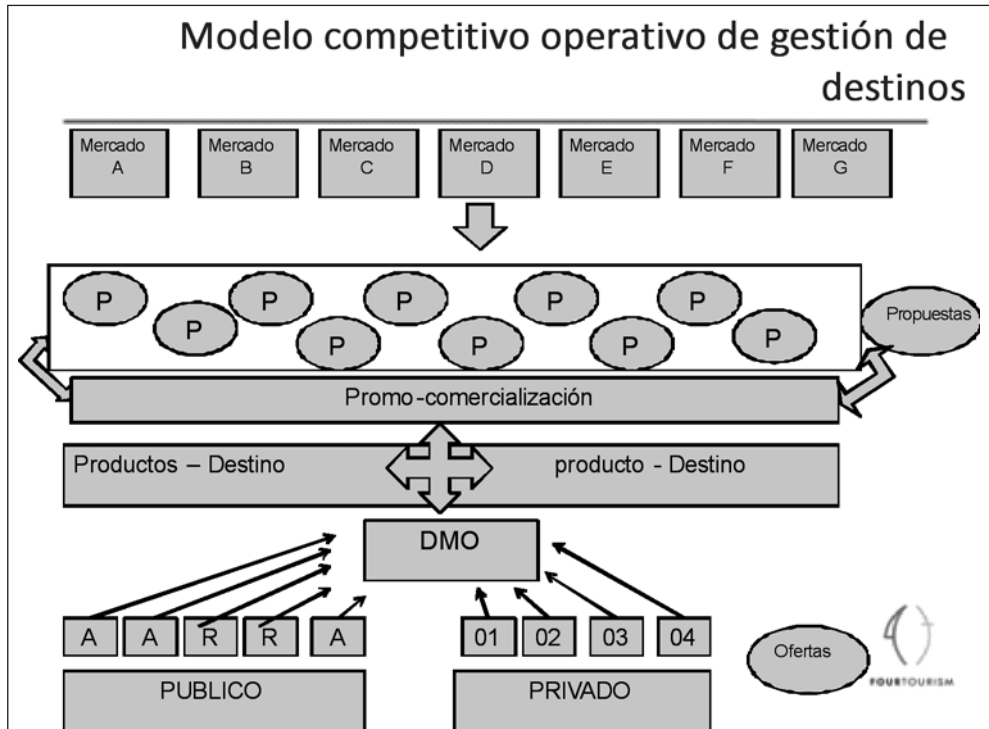 Modelo competitivo operativo de gestión de
destinos
Mercado
A
Mercado
B
Mercado
C
Mercado
D
Mercado
E
Mercado
F
Mercado
G
P
P
P
P
P
P
P
P
P
P
Propuestas
Promo-comercialización
Productos – Destino
producto - Destino
DMO
A
A
R
R
A
01
02
03
04
PUBLICO
PRIVADO
Ofertas
FOURTOURISM